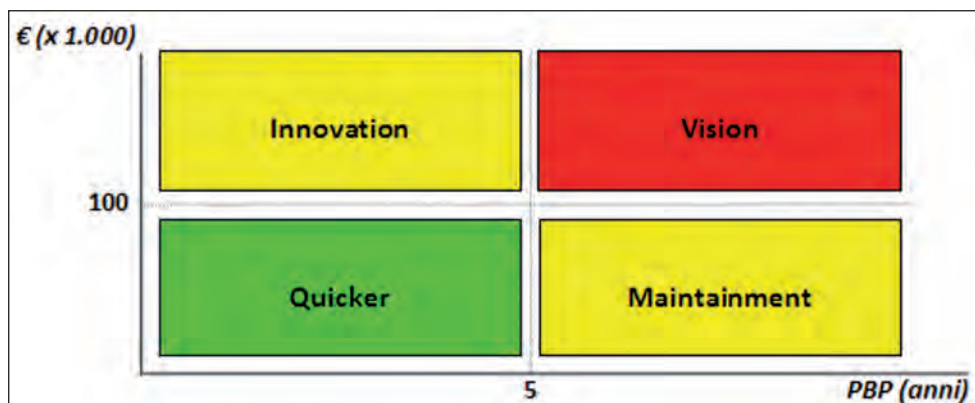 € (x 1.000)
Innovation
Vision
100
Quicker
Maintainment
5
PBP (anni)